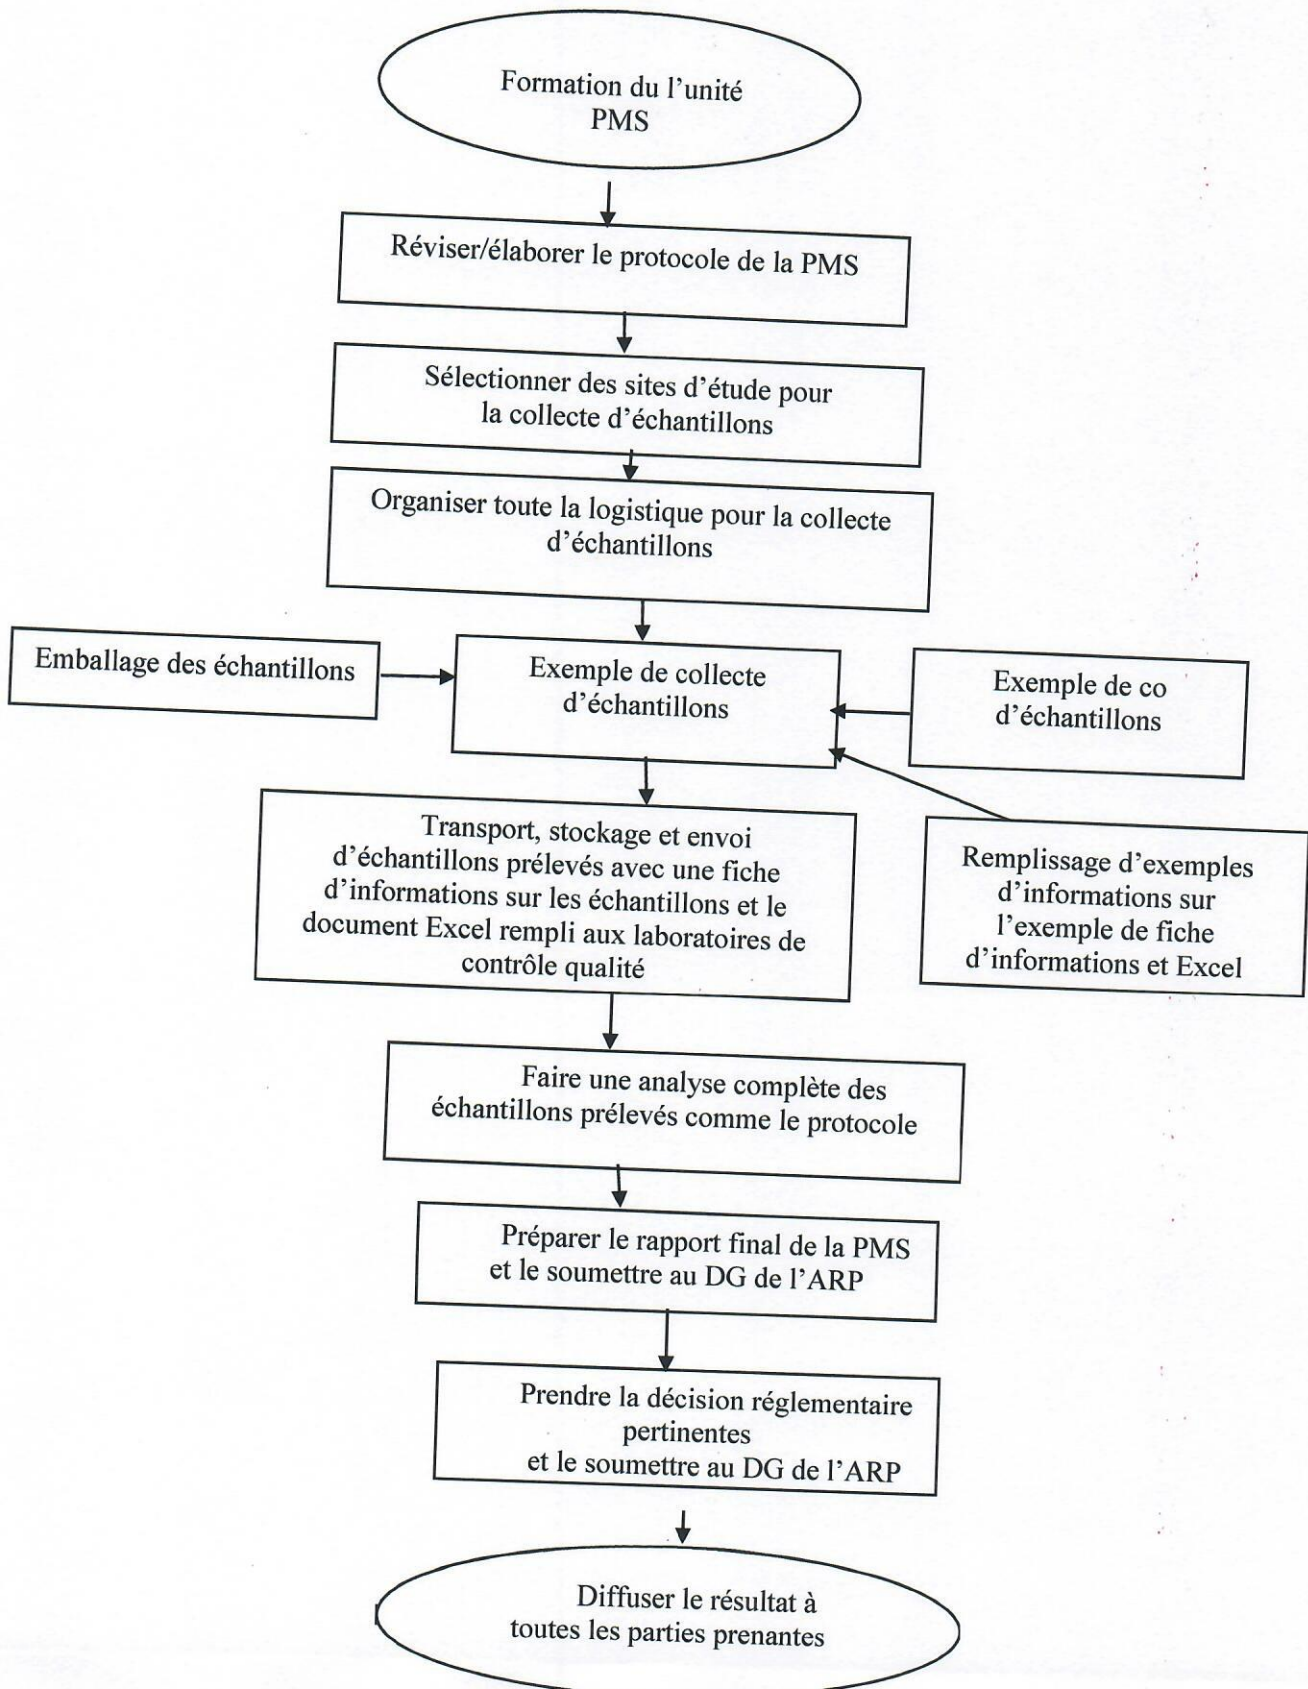 Formation du l'unité
PMS
Réviser/élaborer le protocole de la PMS
Sélectionner des sites d'étude pour
la collecte d'échantillons
Organiser toute la logistique pour la collecte
d'échantillons
Emballage des échantillons
Exemple de collecte
d'échantillons
Exemple de co
d'échantillons
Transport, stockage et envoi
d'échantillons prélevés avec une fiche
d'informations sur les échantillons et le
document Excel rempli aux laboratoires de
contrôle qualité
Remplissage d'exemples
d'informations sur
l'exemple de fiche
d'informations et Excel
Faire une analyse complète des
échantillons prélevés comme le protocole
Préparer le rapport final de la PMS
et le soumettre au DG de l'ARP
Prendre la décision réglementaire
pertinentes
et le soumettre au DG de l'ARP
Diffuser le résultat à
toutes les parties prenantes